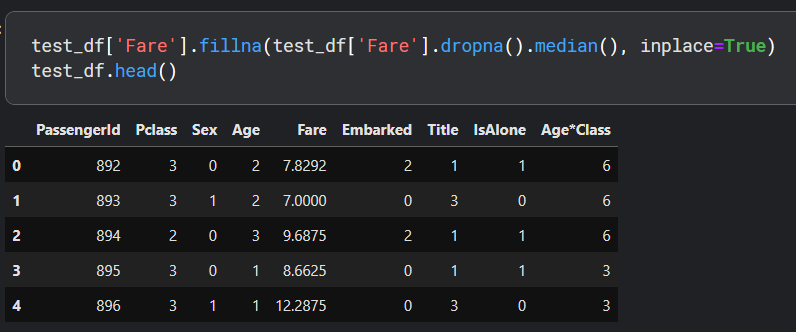 test_df['Fare'].fillna(test_df['Fare'].dropna().median(), inplace=True)
test_df.head()
PassengerId Pclass Sex Age Fare Embarked Title IsAlone Age*Class
0 892 3 0 2 7.8292 2 1 1 6
1 893 3 1 2 7.0000 0 3 0 6
2 894 2 0 3 9.6875 2 1 1 6
3 895 3 0 1 8.6625 0 1 1 3
4 896 3 1 1 12.2875 0 3 0 3